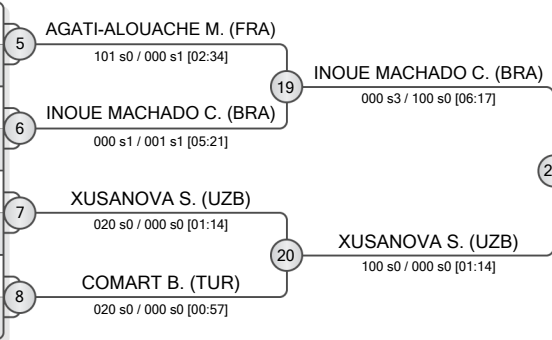 AGATI-ALOUACHE M. (FRA)
5
101 s0 / 000 s1 [02:34]
INOUE MACHADO C. (BRA)
19
000 s3 / 100 s0 [06:17]
INOUE MACHADO C. (BRA)
6
000 s1 / 001 s1 [05:21]
2
XUSANOVA S. (UZB)
7
020 s0 / 000 s0 [01:14]
XUSANOVA S. (UZB)
20
100 s0 / 000 s0 [01:14]
COMART B. (TUR)
8
020 s0 / 000 s0 [00:57]